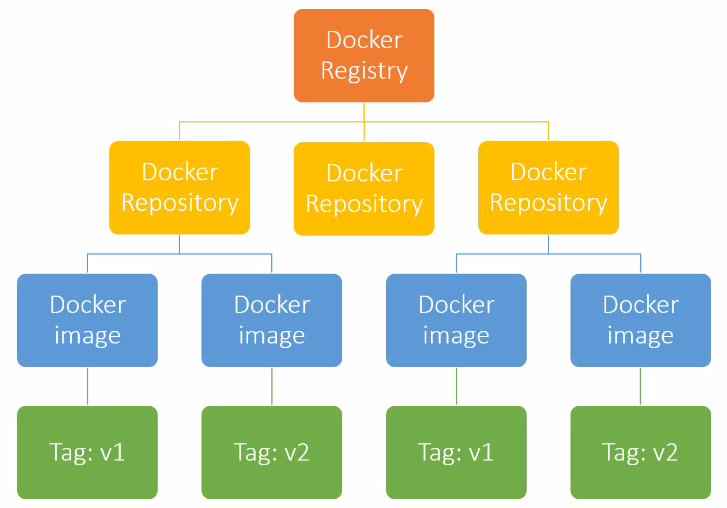 Docker
Registry
Docker
Repository
Docker
Repository
Docker
Repository
Docker
image
Docker
image
Docker
image
Docker
image
Tag: v1
Tag: v2
Tag: v1
Tag: v2